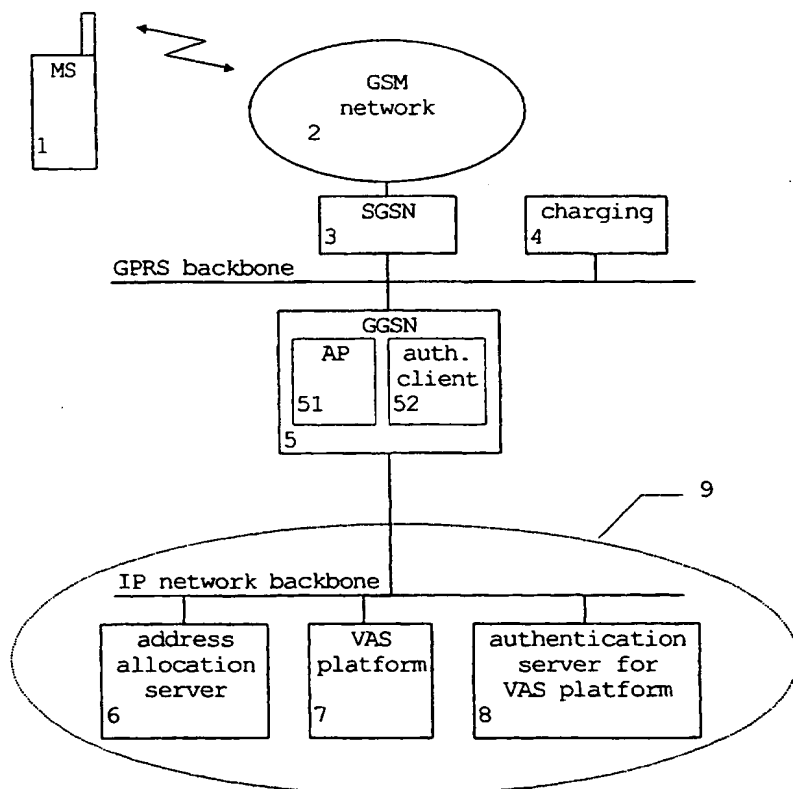 MS
1
GSM
network
2
SGSN
3
charging
4
GPRS backbone
GGSN
AP
51
auth.
client
52
5
9
IP network backbone
address
allocation
server
6
VAS
platform
7
authentication
server for
VAS platform
8